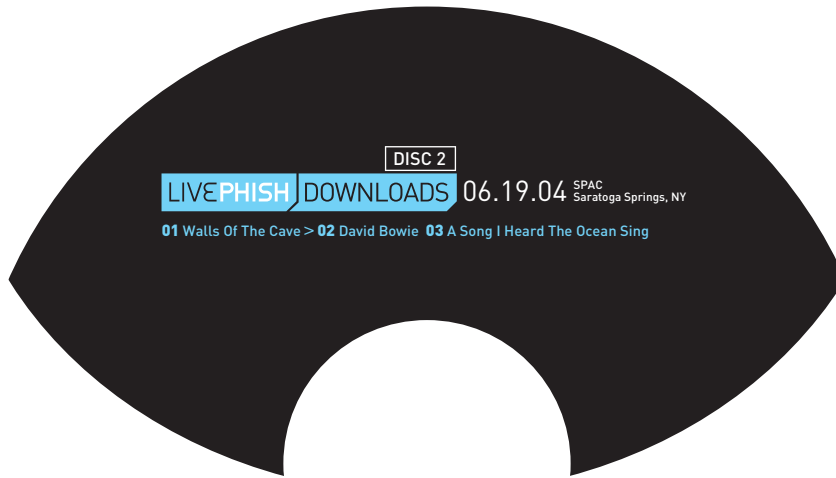 DISC 2
LIVEPHISH DOWNLOADS 06.19.04 SPAC
Saratoga Springs, NY
01 Walls Of The Cave > 02 David Bowie 03 A Song I Heard The Ocean Sing